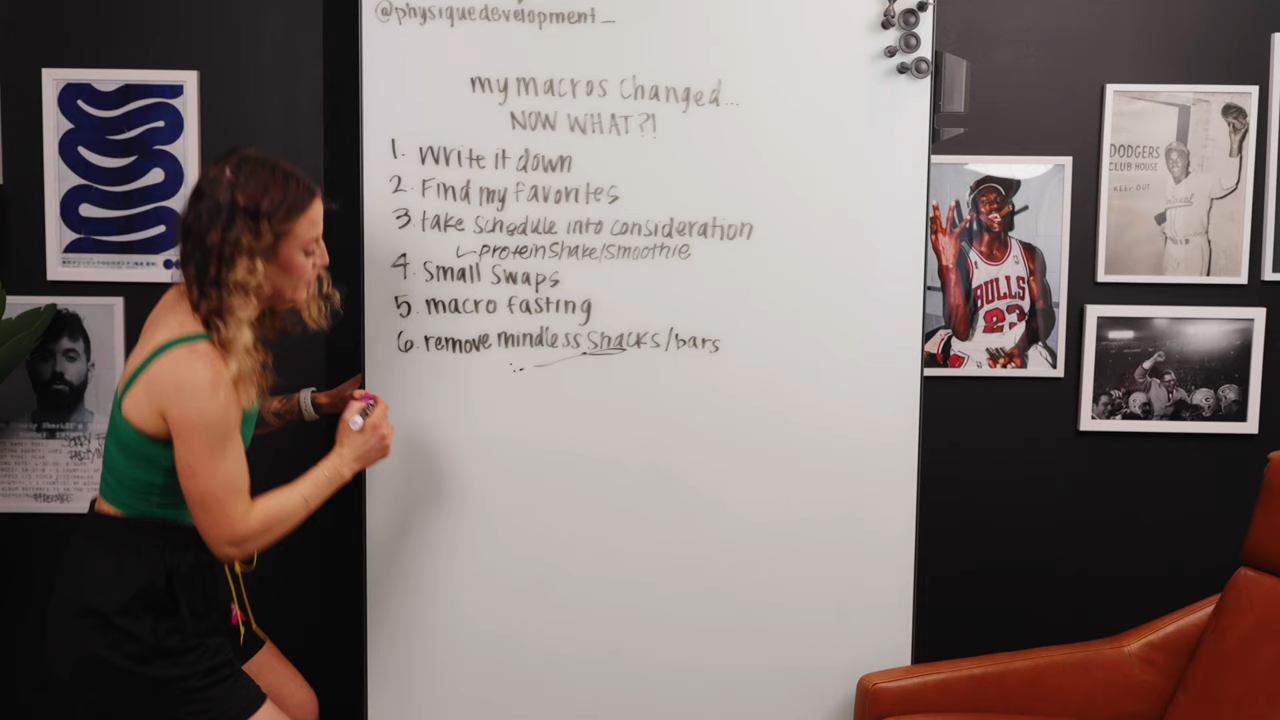 @physiquedevelopment_
my macros changed...
NOW WHAT?!
1. Write it down
2. Find my favorites
3. take schedule into consideration
↳protein shake/smoothie
4. Small Swaps
5. macro fasting
6. remove mindless snacks/bars
DODGERS
CLUB HOUSE
KEEP OUT
BULLS
23